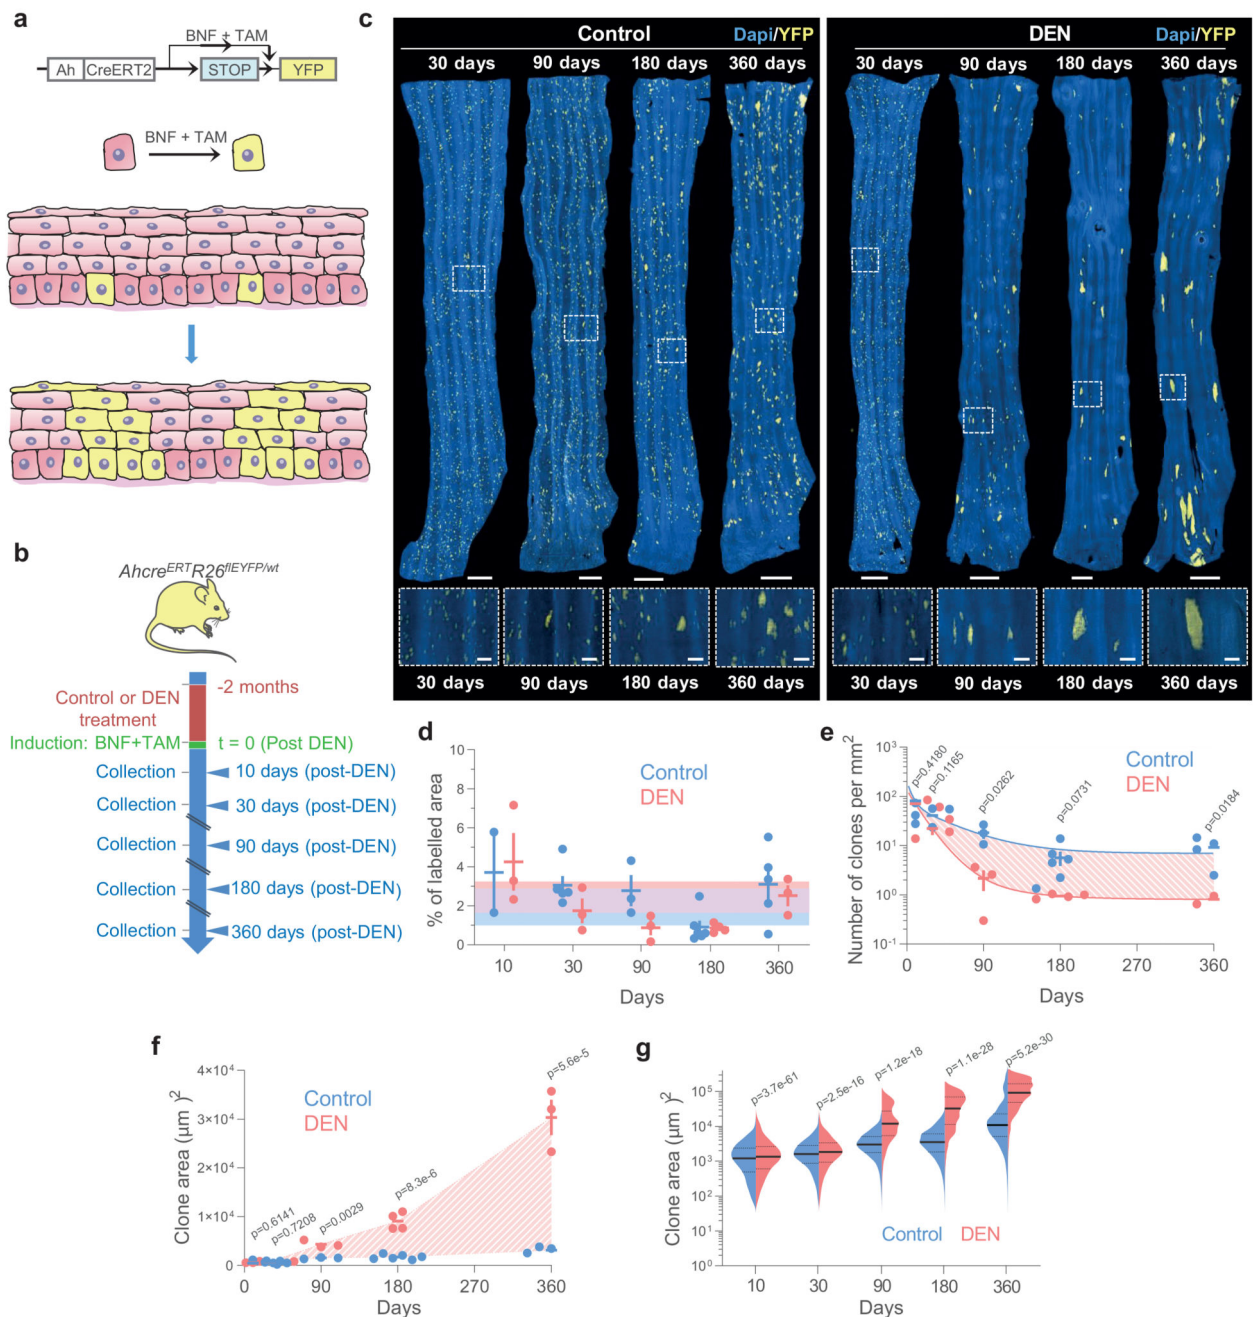 a
BNF + TAM
Ah CreERT2 STOP YFP
BNF + TAM
b
Ahcre^ERT R26^flEYFP/wt
-2 months
Control or DEN
treatment
Induction: BNF+TAM t = 0 (Post DEN)
Collection 10 days (post-DEN)
Collection 30 days (post-DEN)
Collection 90 days (post-DEN)
Collection 180 days (post-DEN)
Collection 360 days (post-DEN)
c
Control Dapi/YFP
30 days 90 days 180 days 360 days
30 days 90 days 180 days 360 days
DEN Dapi/YFP
30 days 90 days 180 days 360 days
30 days 90 days 180 days 360 days
d
% of labelled area
10
8
6
4
2
0
Control
DEN
10 30 90 180 360
Days
e
Number of clones per mm²
10³
10²
10¹
10⁰
10⁻¹
p=0.4180
p=0.1165
p=0.0262
p=0.0731
p=0.0184
Control
DEN
0 90 180 270 360
Days
f
Clone area (µm )²
4×10⁴
3×10⁴
2×10⁴
1×10⁴
0
Control
DEN
p=0.6141
p=0.7208
p=0.0029
p=8.3e-6
p=5.6e-5
0 90 180 270 360
Days
g
Clone area (µm )²
10⁵
10⁴
10³
10²
10¹
10⁰
p=3.7e-61
p=2.5e-16
p=1.2e-18
p=1.1e-28
p=5.2e-30
Control DEN
10 30 90 180 360
Days